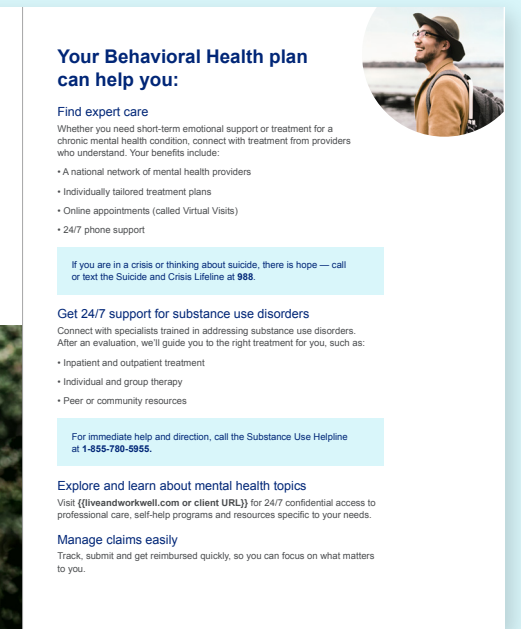 Your Behavioral Health plan
can help you:
Find expert care
Whether you need short-term emotional support or treatment for a
chronic mental health condition, connect with treatment from providers
who understand. Your benefits include:
• A national network of mental health providers
• Individually tailored treatment plans
• Online appointments (called Virtual Visits)
• 24/7 phone support
If you are in a crisis or thinking about suicide, there is hope — call
or text the Suicide and Crisis Lifeline at 988.
Get 24/7 support for substance use disorders
Connect with specialists trained in addressing substance use disorders.
After an evaluation, we'll guide you to the right treatment for you, such as:
• Inpatient and outpatient treatment
• Individual and group therapy
• Peer or community resources
For immediate help and direction, call the Substance Use Helpline
at 1-855-780-5955.
Explore and learn about mental health topics
Visit {{liveandworkwell.com or client URL}} for 24/7 confidential access to
professional care, self-help programs and resources specific to your needs.
Manage claims easily
Track, submit and get reimbursed quickly, so you can focus on what matters
to you.